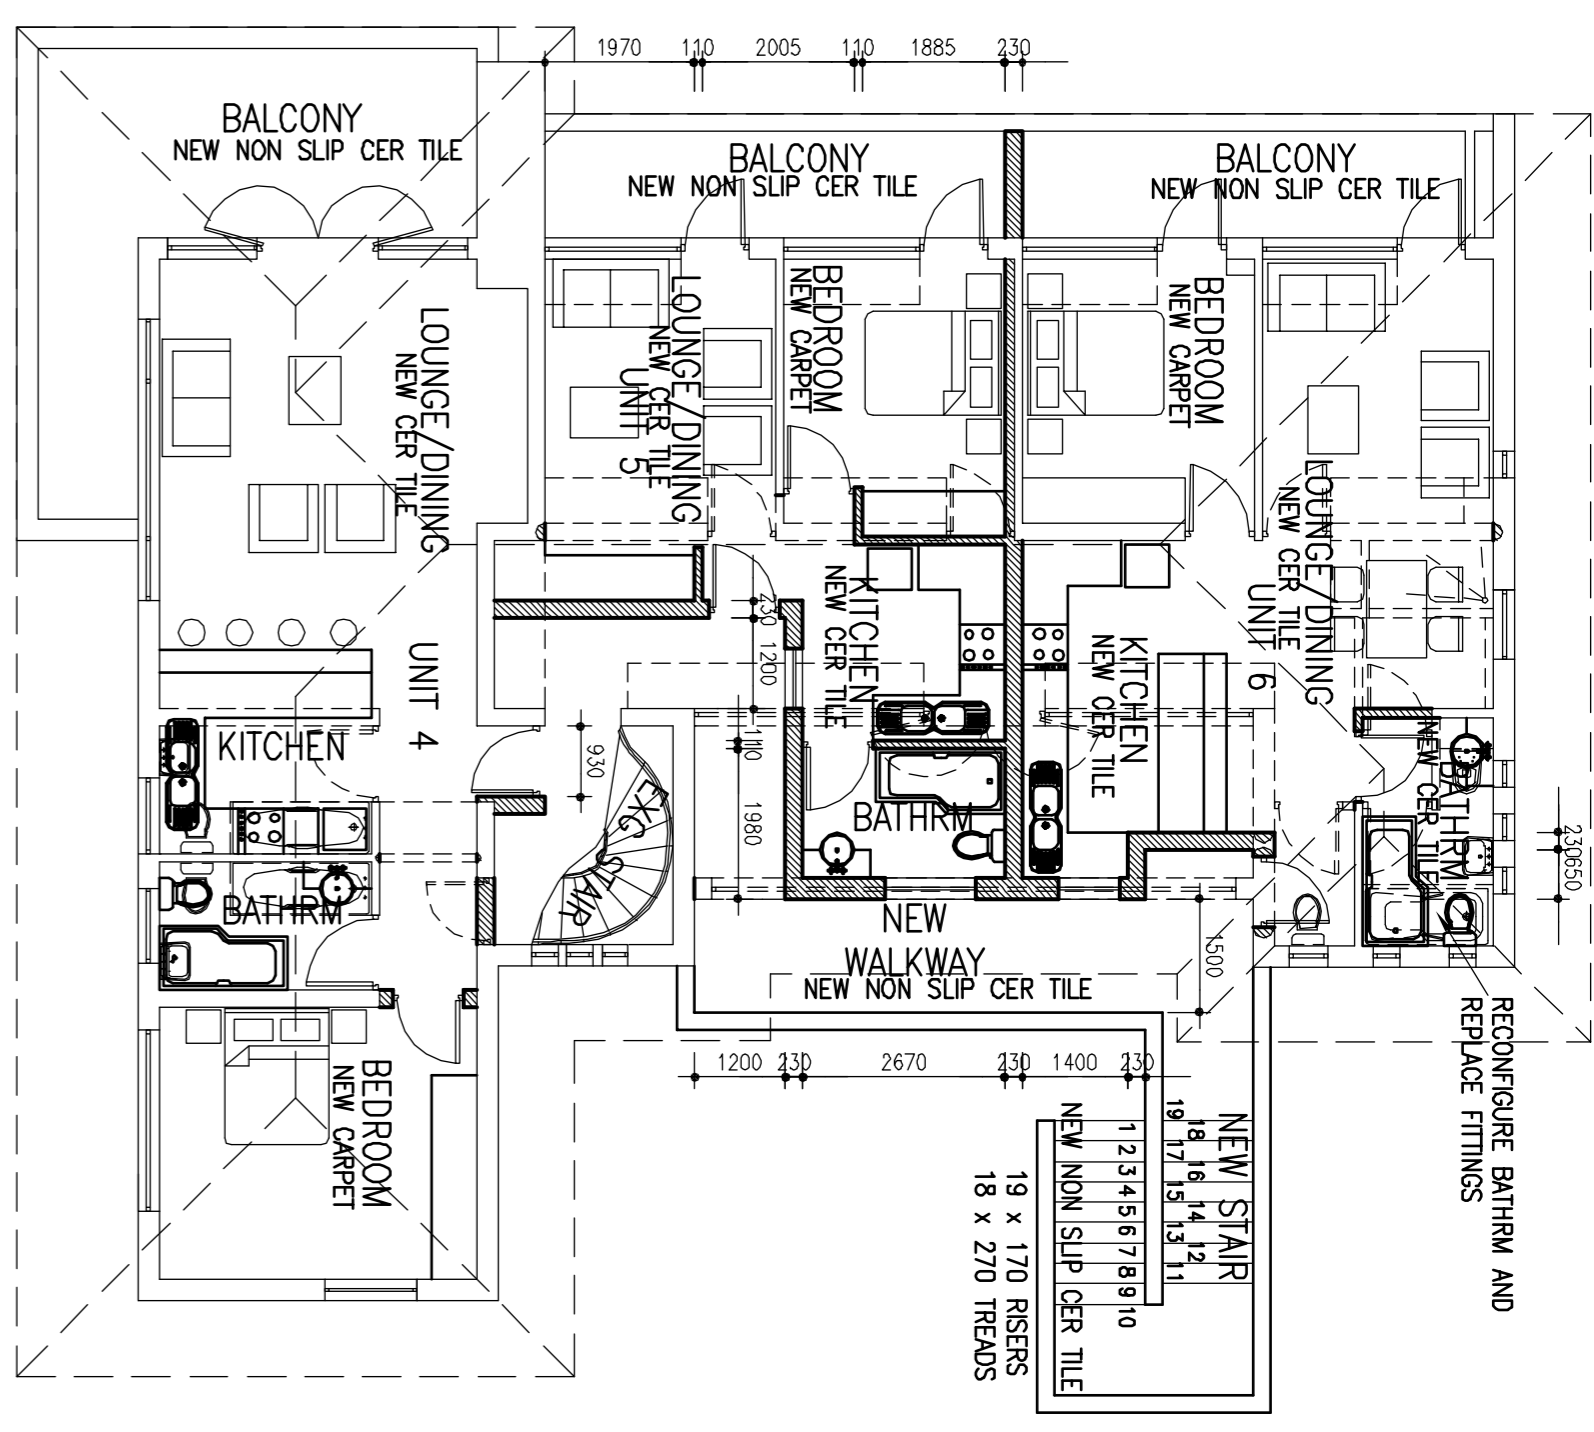 1970 110 2005 110 1885 230
BALCONY
NEW NON SLIP CER TILE
BALCONY
NEW NON SLIP CER TILE
BALCONY
NEW NON SLIP CER TILE
LOUNGE/DINING
NEW CER TILE
UNIT 4
LOUNGE/DINING
NEW CER TILE
UNIT 5
BEDROOM
NEW CARPET
BEDROOM
NEW CARPET
LOUNGE/DINING
NEW CER TILE
UNIT 6
KITCHEN
NEW CER TILE
KITCHEN
NEW CER TILE
230
1200
110
1980
930
KITCHEN
BATHRM
EXG STAIR
BATHRM
BATHRM
NEW CER TILE
230
650
NEW
WALKWAY
NEW NON SLIP CER TILE
1500
RECONFIGURE BATHRM AND
REPLACE FITTINGS
BEDROOM
NEW CARPET
1200 230 2670 230 1400 230
NEW STAIR
19 18 17 16 15 14 13 12 11
1 2 3 4 5 6 7 8 9 10
NEW NON SLIP CER TILE
19 x 170 RISERS
18 x 270 TREADS